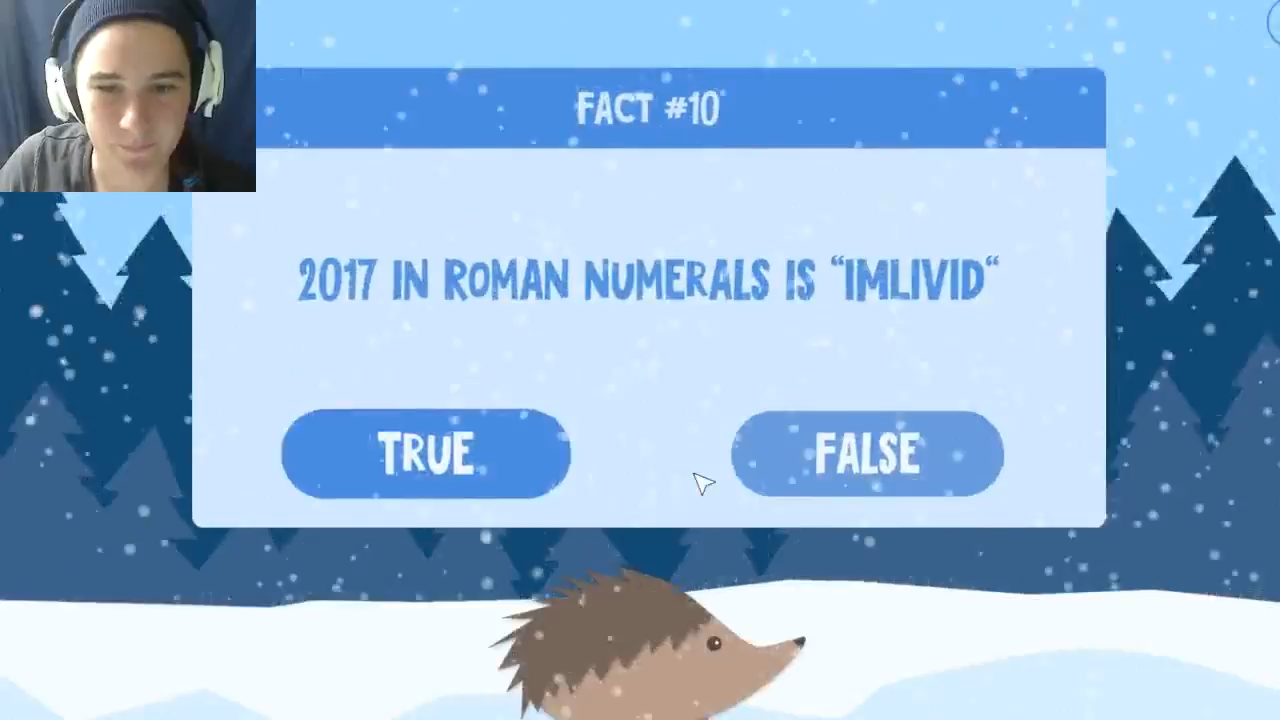 FACT #10
2017 IN ROMAN NUMERALS IS “IMLIVID“
TRUE
FALSE